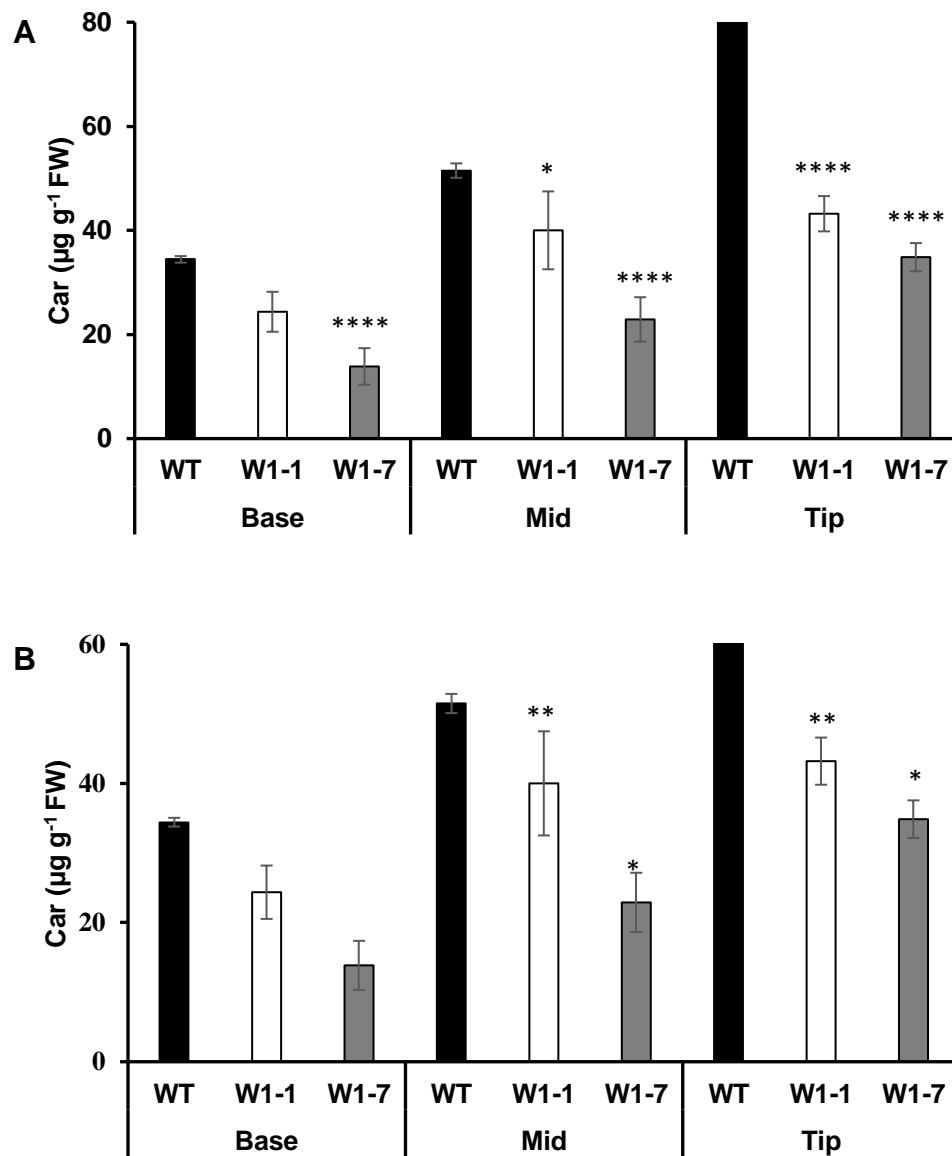 A
Car (µg g⁻¹ FW)
80
60
40
20
0
*
****
****
****
****
WT W1-1 W1-7 WT W1-1 W1-7 WT W1-1 W1-7
Base Mid Tip
B
Car (µg g⁻¹ FW)
60
40
20
0
**
**
*
*
WT W1-1 W1-7 WT W1-1 W1-7 WT W1-1 W1-7
Base Mid Tip